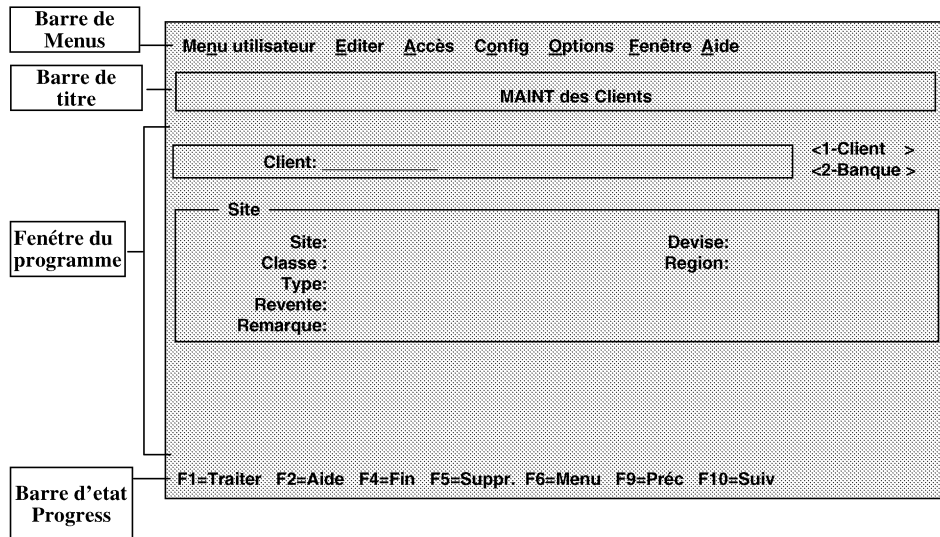 Barre de
Menus
Menu utilisateur Editer Accès Config Options Fenêtre Aide
Barre de
titre
MAINT des Clients
Client: _______________
<1-Client >
<2-Banque >
Site
Fenétre du
programme
Site: Devise:
Classe : Region:
Type:
Revente:
Remarque:
F1=Traiter F2=Aide F4=Fin F5=Suppr. F6=Menu F9=Préc F10=Suiv
Barre d'etat
Progress